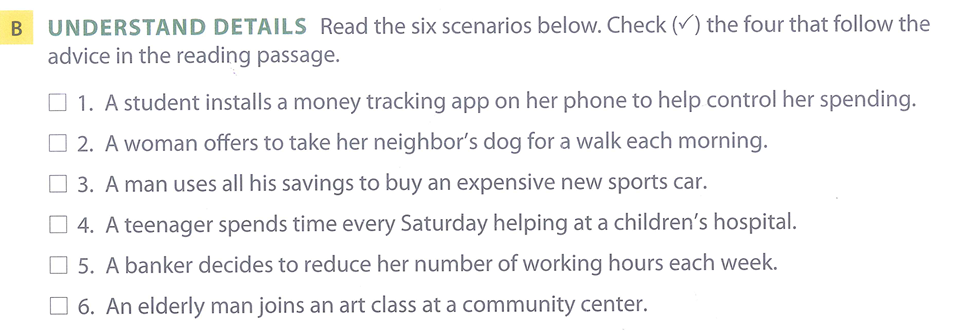 B UNDERSTAND DETAILS Read the six scenarios below. Check (✓) the four that follow the
advice in the reading passage.
1. A student installs a money tracking app on her phone to help control her spending.
2. A woman offers to take her neighbor's dog for a walk each morning.
3. A man uses all his savings to buy an expensive new sports car.
4. A teenager spends time every Saturday helping at a children's hospital.
5. A banker decides to reduce her number of working hours each week.
6. An elderly man joins an art class at a community center.